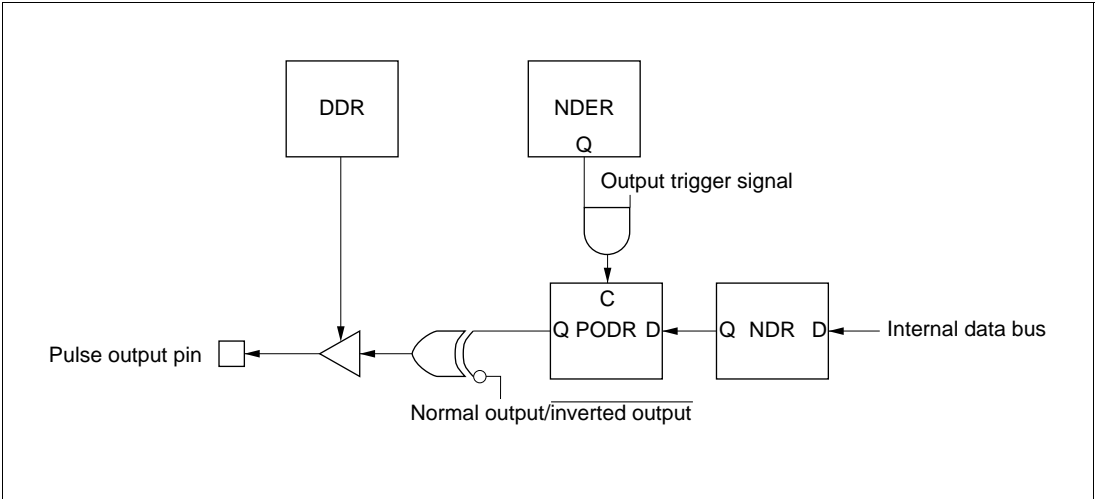 DDR
NDER
Q
Output trigger signal
C
Q PODR D
Q NDR D
Internal data bus
Pulse output pin
Normal output/inverted output